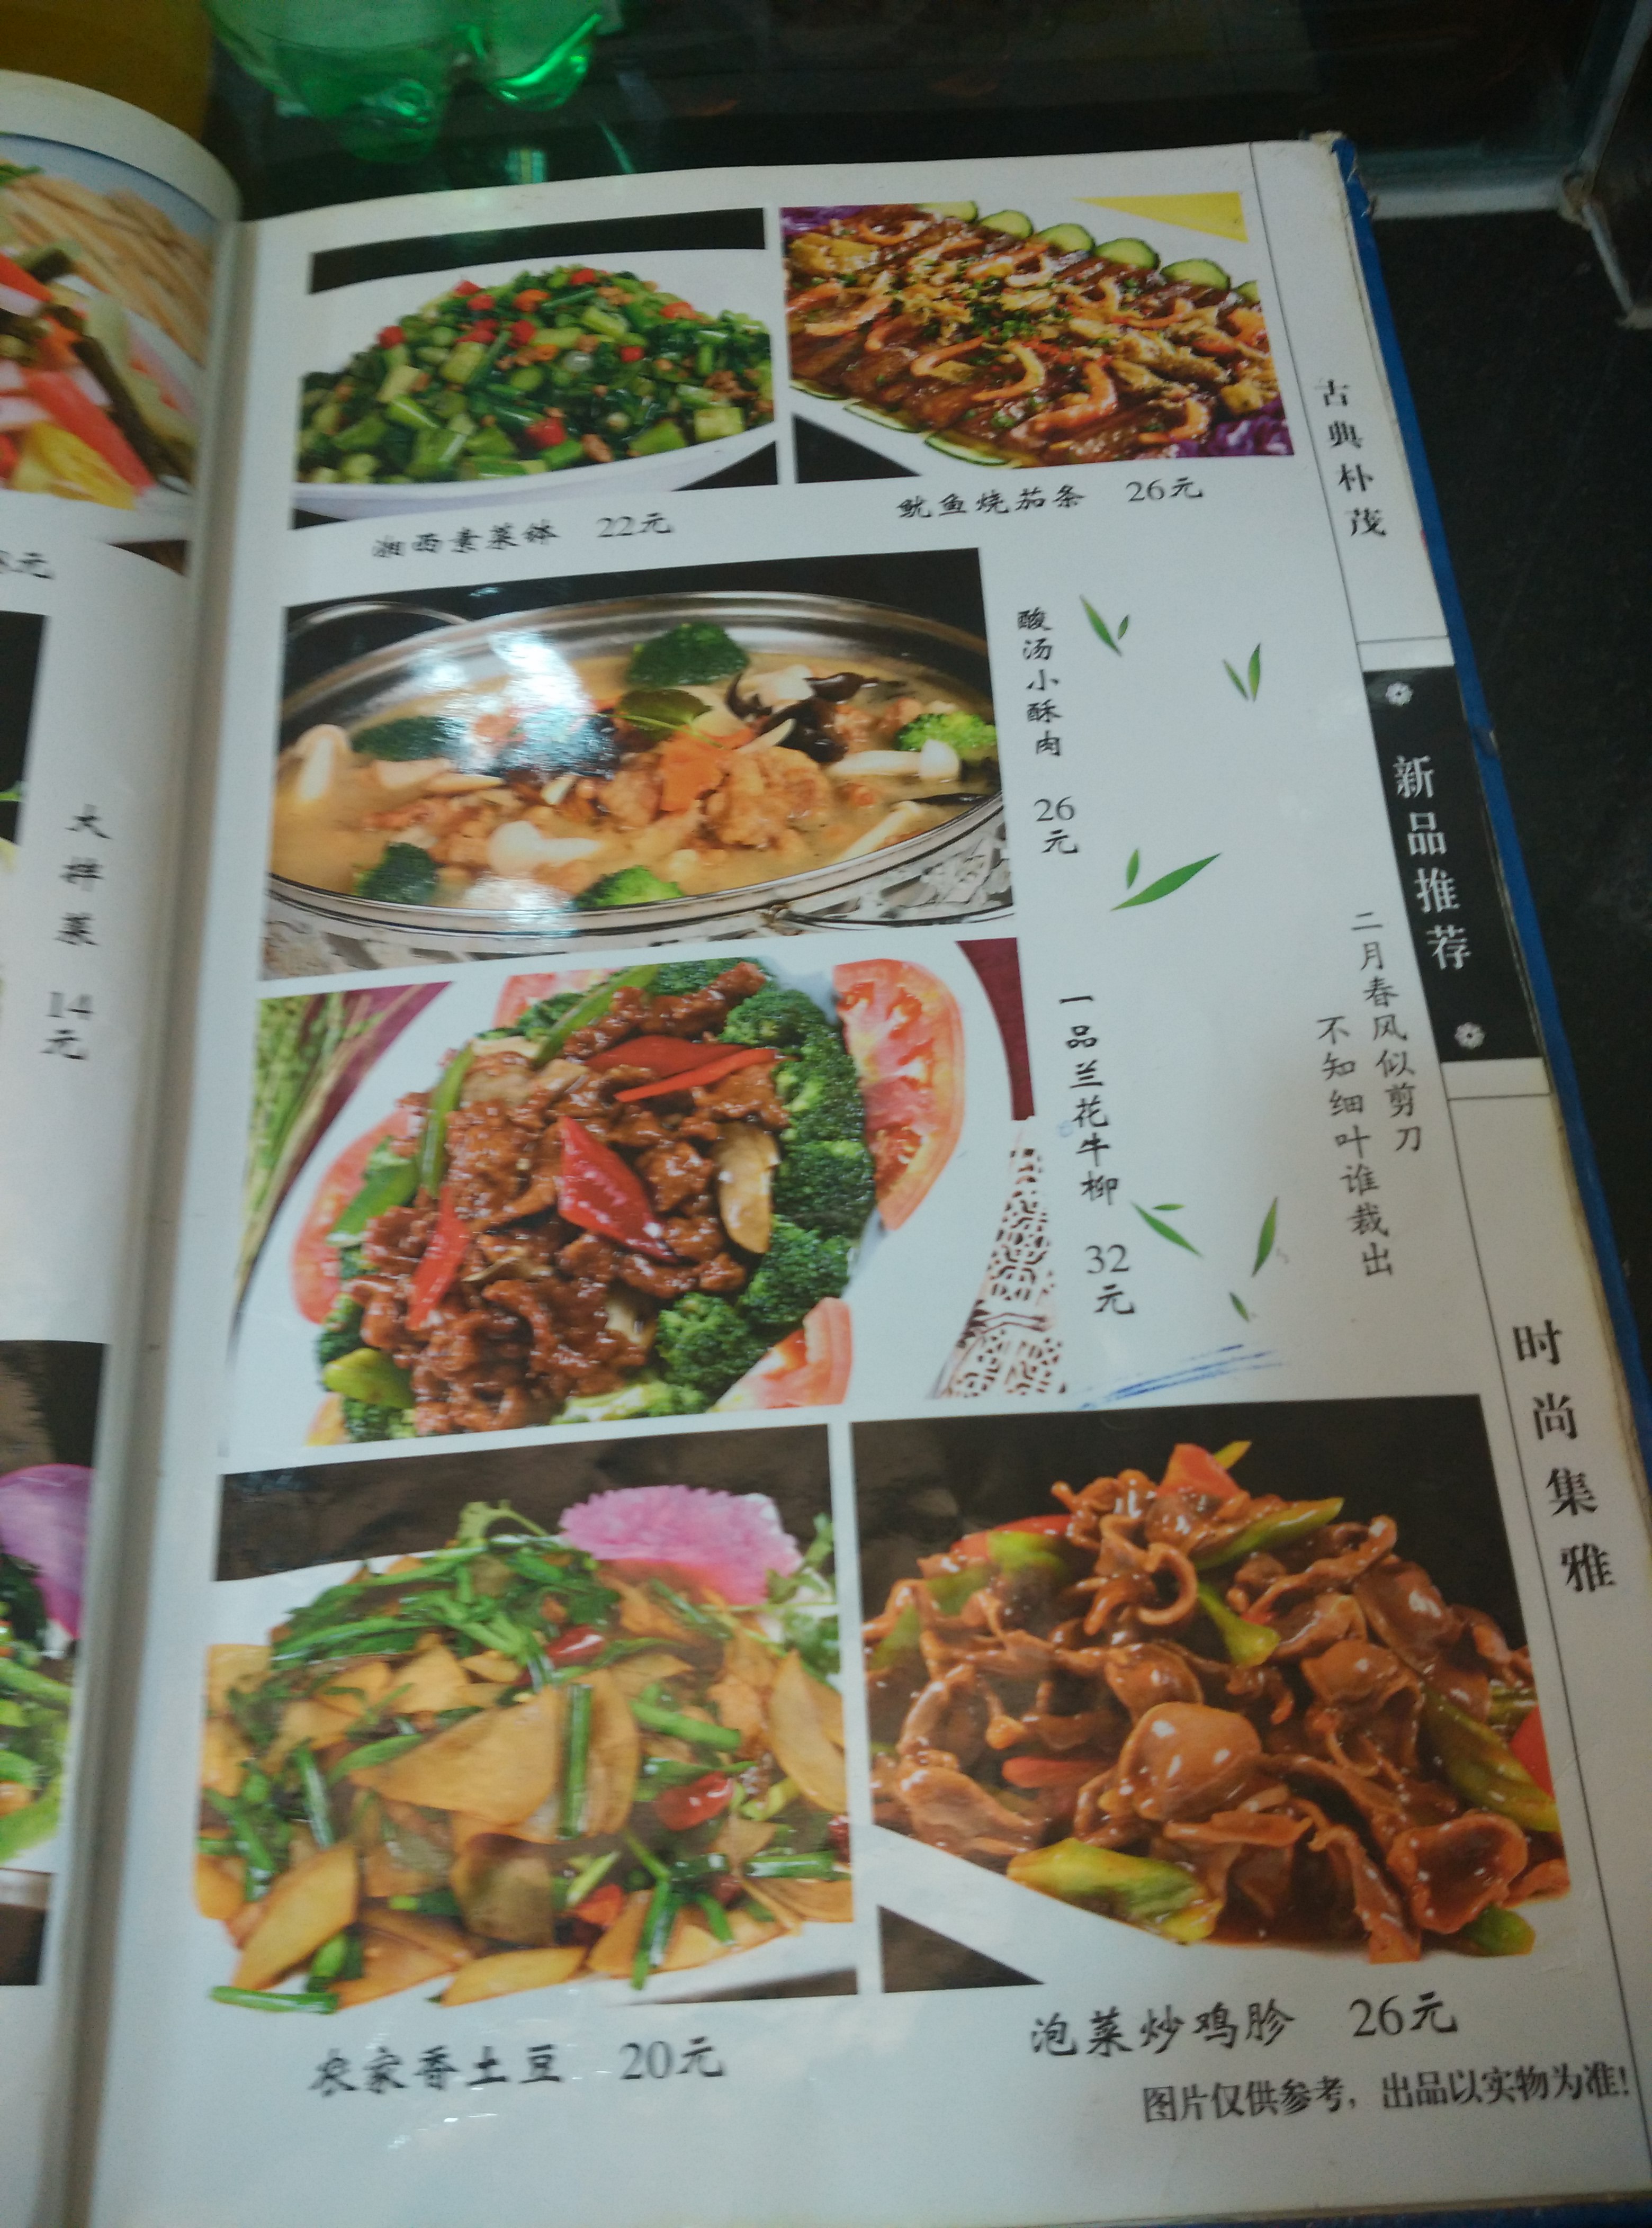 元
大拌菜 14元
湘西素菜钵 22元
鱿鱼烧茄条 26元
酸汤小酥肉 26元
一品兰花牛柳 32元
农家香土豆 20元
泡菜炒鸡胗 26元
图片仅供参考，出品以实物为准!
古典朴茂
新品推荐
二月春风似剪刀
不知细叶谁裁出
时尚集雅